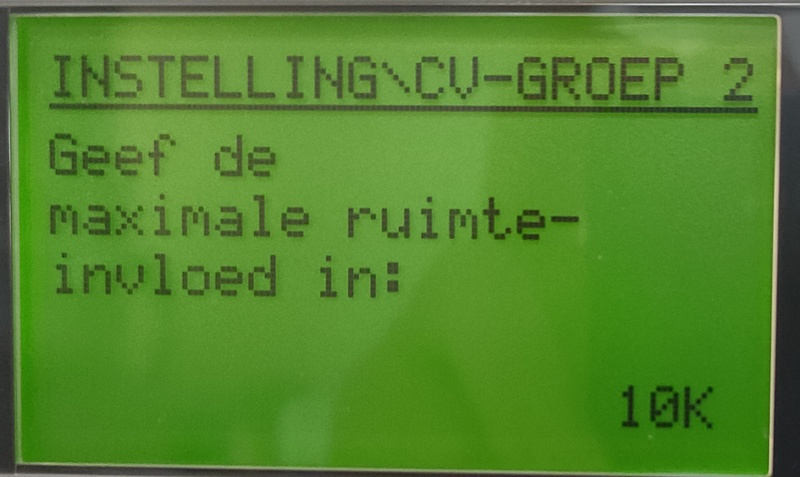 INSTELLING\CV-GROEP 2
Geef de
maximale ruimte-
invloed in:
10K